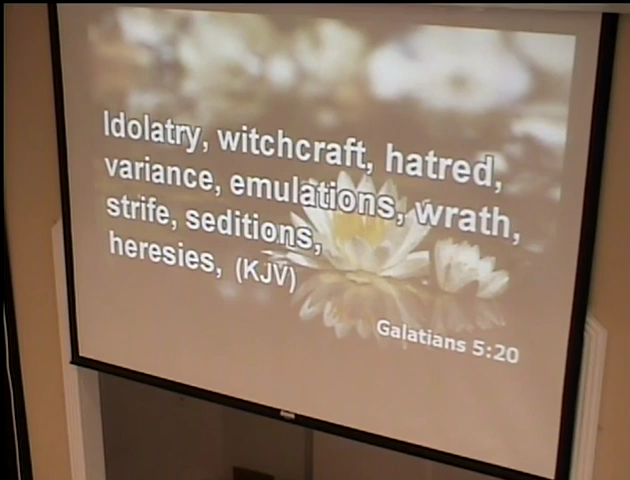 Idolatry, witchcraft, hatred,
variance, emulations, wrath,
strife, seditions,
heresies, (KJV)
Galatians 5:20